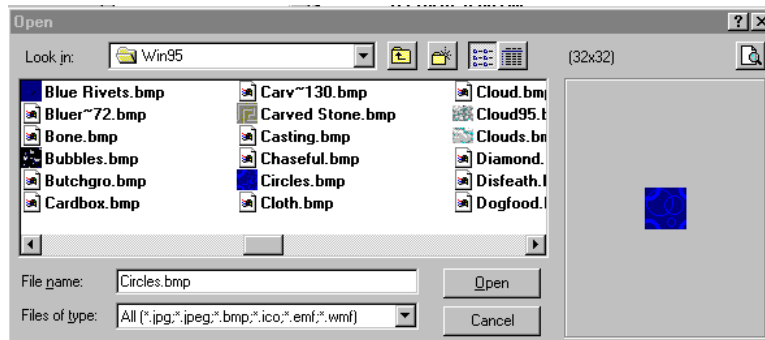 Open
Look in: Win95 (32x32)
Blue Rivets.bmp Carv~130.bmp Cloud.bm
Bluer~72.bmp Carved Stone.bmp Cloud95.b
Bone.bmp Casting.bmp Clouds.bm
Bubbles.bmp Chaseful.bmp Diamond.
Butchgro.bmp Circles.bmp Disfeath.
Cardbox.bmp Cloth.bmp Dogfood.
File name: Circles.bmp Open
Files of type: All (*.jpg;*.jpeg;*.bmp;*.ico;*.emf;*.wmf) Cancel